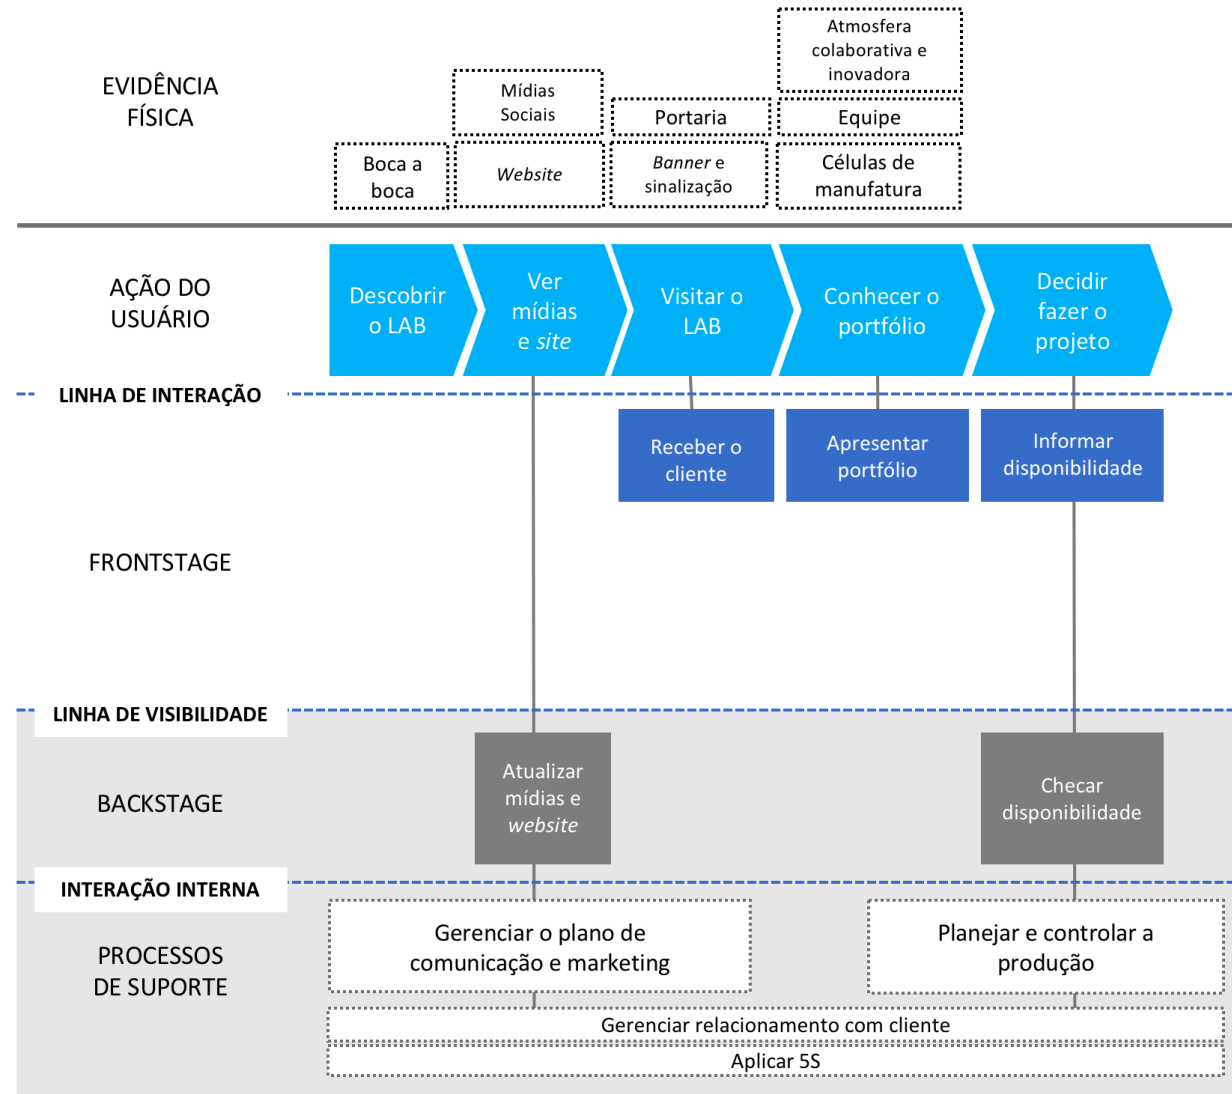 EVIDÊNCIA
FÍSICA
Boca a
boca
Mídias
Sociais
Website
Portaria
Banner e
sinalização
Atmosfera
colaborativa e
inovadora
Equipe
Células de
manufatura
AÇÃO DO
USUÁRIO
Descobrir
o LAB
Ver
mídias
e site
Visitar o
LAB
Conhecer o
portfólio
Decidir
fazer o
projeto
LINHA DE INTERAÇÃO
FRONTSTAGE
Receber o
cliente
Apresentar
portfólio
Informar
disponibilidade
LINHA DE VISIBILIDADE
BACKSTAGE
Atualizar
mídias e
website
Checar
disponibilidade
INTERAÇÃO INTERNA
PROCESSOS
DE SUPORTE
Gerenciar o plano de
comunicação e marketing
Planejar e controlar a
produção
Gerenciar relacionamento com cliente
Aplicar 5S